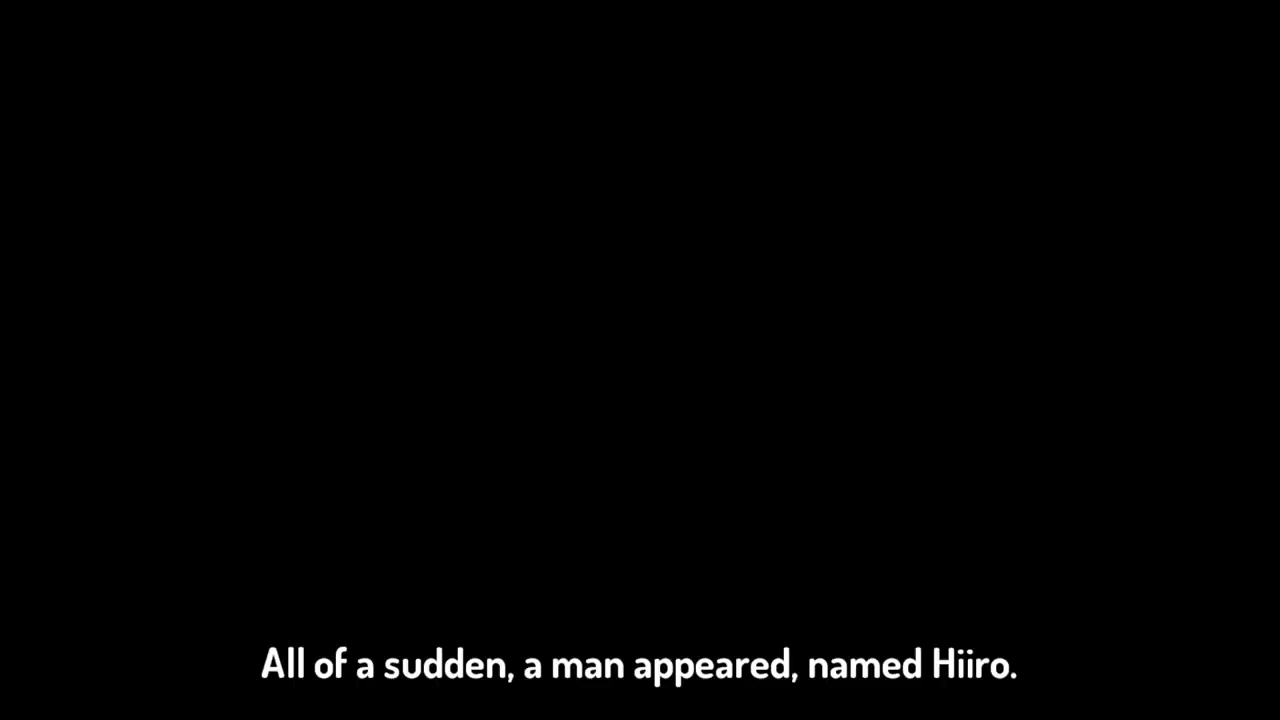 All of a sudden, a man appeared, named Hiiro.